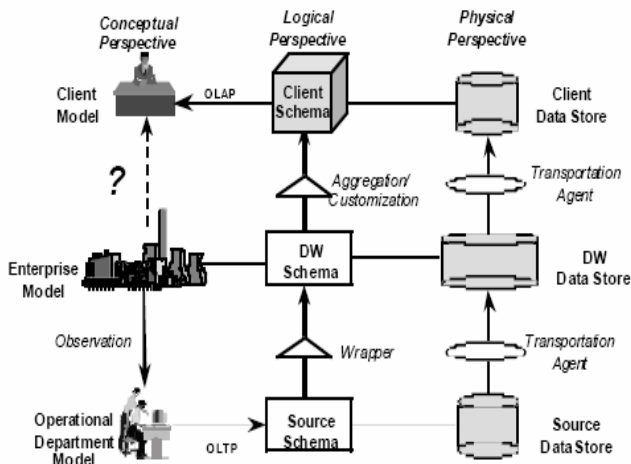 Conceptual
Perspective
Logical
Perspective
Physical
Perspective
Client
Model
OLAP
Client
Schema
Client
Data Store
?
Aggregation/
Customization
Transportation
Agent
Enterprise
Model
DW
Schema
DW
Data Store
Observation
Wrapper
Transportation
Agent
Operational
Department
Model
OLTP
Source
Schema
Source
Data Store